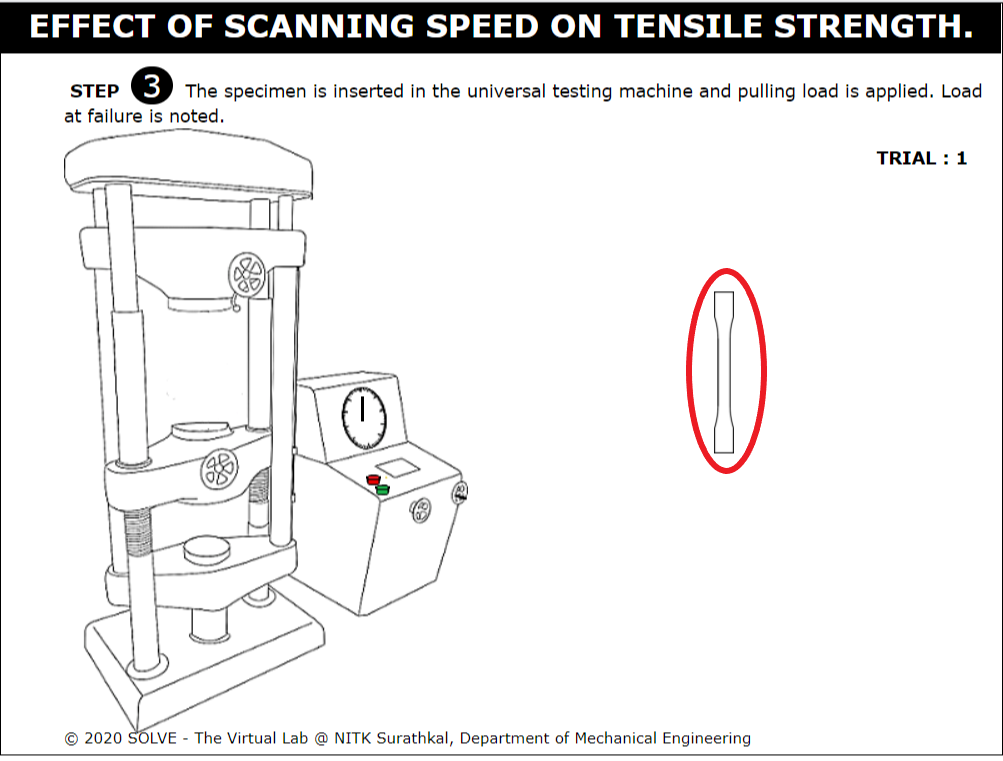 EFFECT OF SCANNING SPEED ON TENSILE STRENGTH.
STEP 3 The specimen is inserted in the universal testing machine and pulling load is applied. Load
at failure is noted.
TRIAL : 1
© 2020 SOLVE - The Virtual Lab @ NITK Surathkal, Department of Mechanical Engineering